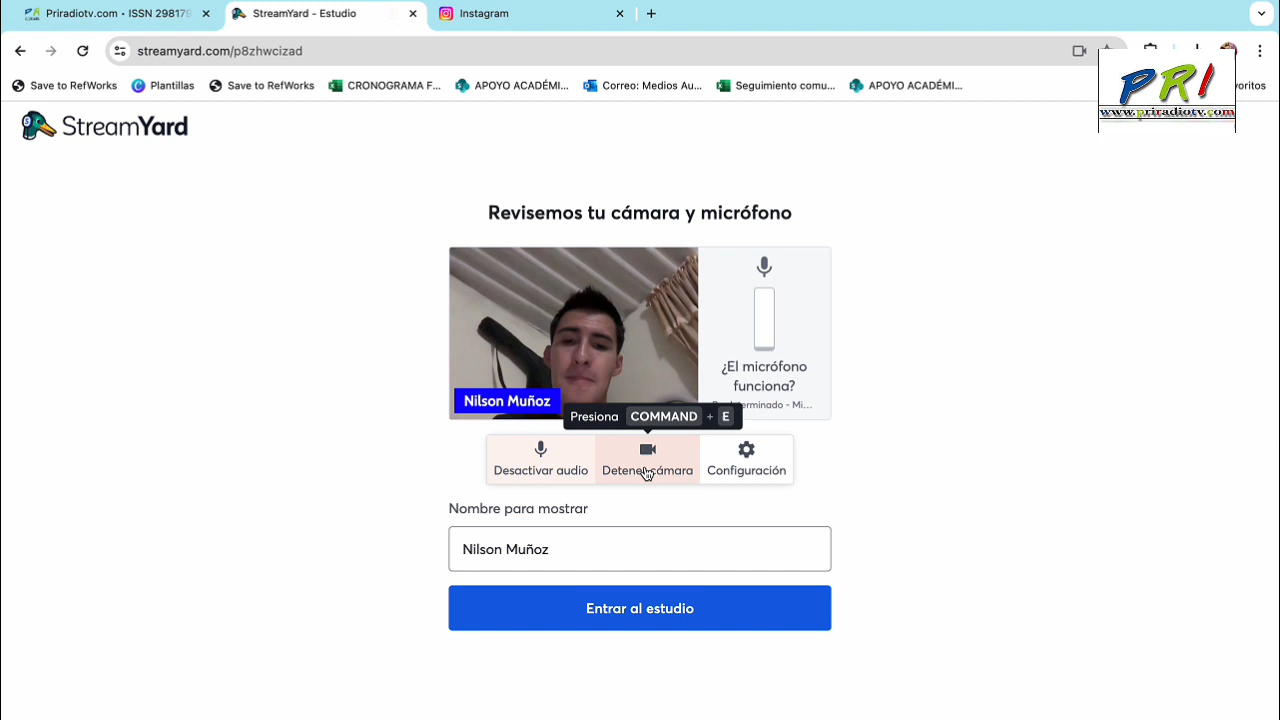 Priradiotv.com • ISSN 29817
StreamYard - Estudio
Instagram
streamyard.com/p8zhwcizad
Save to RefWorks
Plantillas
Save to RefWorks
CRONOGRAMA F...
APOYO ACADÉMI...
Correo: Medios Au...
Seguimiento comu...
APOYO ACADÉMI...
PRI
www.priradiotv.com
StreamYard
Revisemos tu cámara y micrófono
Nilson Muñoz
¿El micrófono
funciona?
Presiona COMMAND + E
Desactivar audio
Detener cámara
Configuración
Nombre para mostrar
Nilson Muñoz
Entrar al estudio